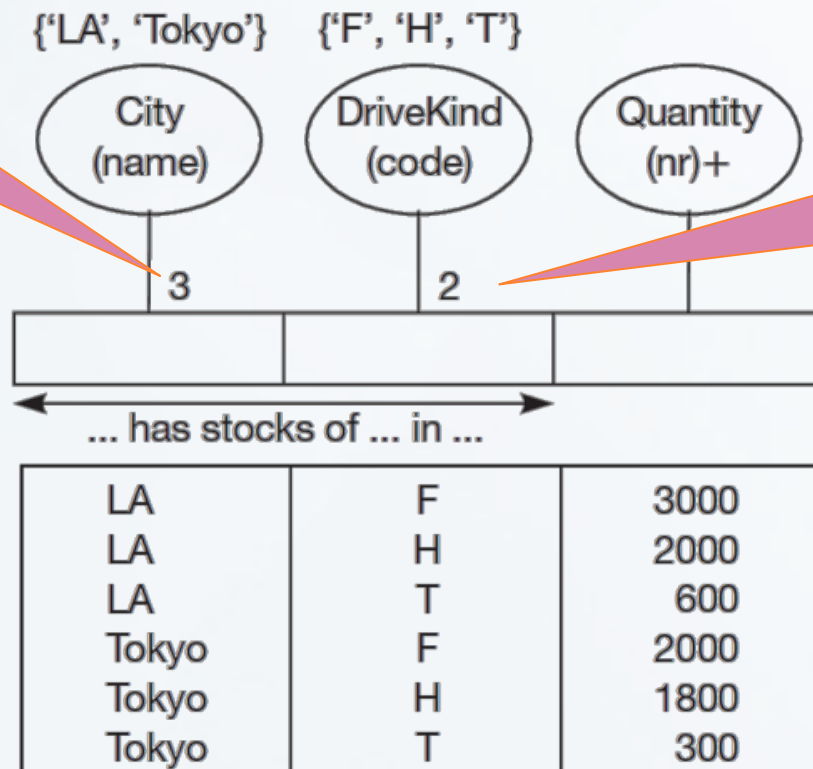 {‘LA’, ‘Tokyo’} {‘F’, ‘H’, ‘T’}
City DriveKind Quantity
(name) (code) (nr)+
3 2
... has stocks of ... in ...
LA F 3000
LA H 2000
LA T 600
Tokyo F 2000
Tokyo H 1800
Tokyo T 300